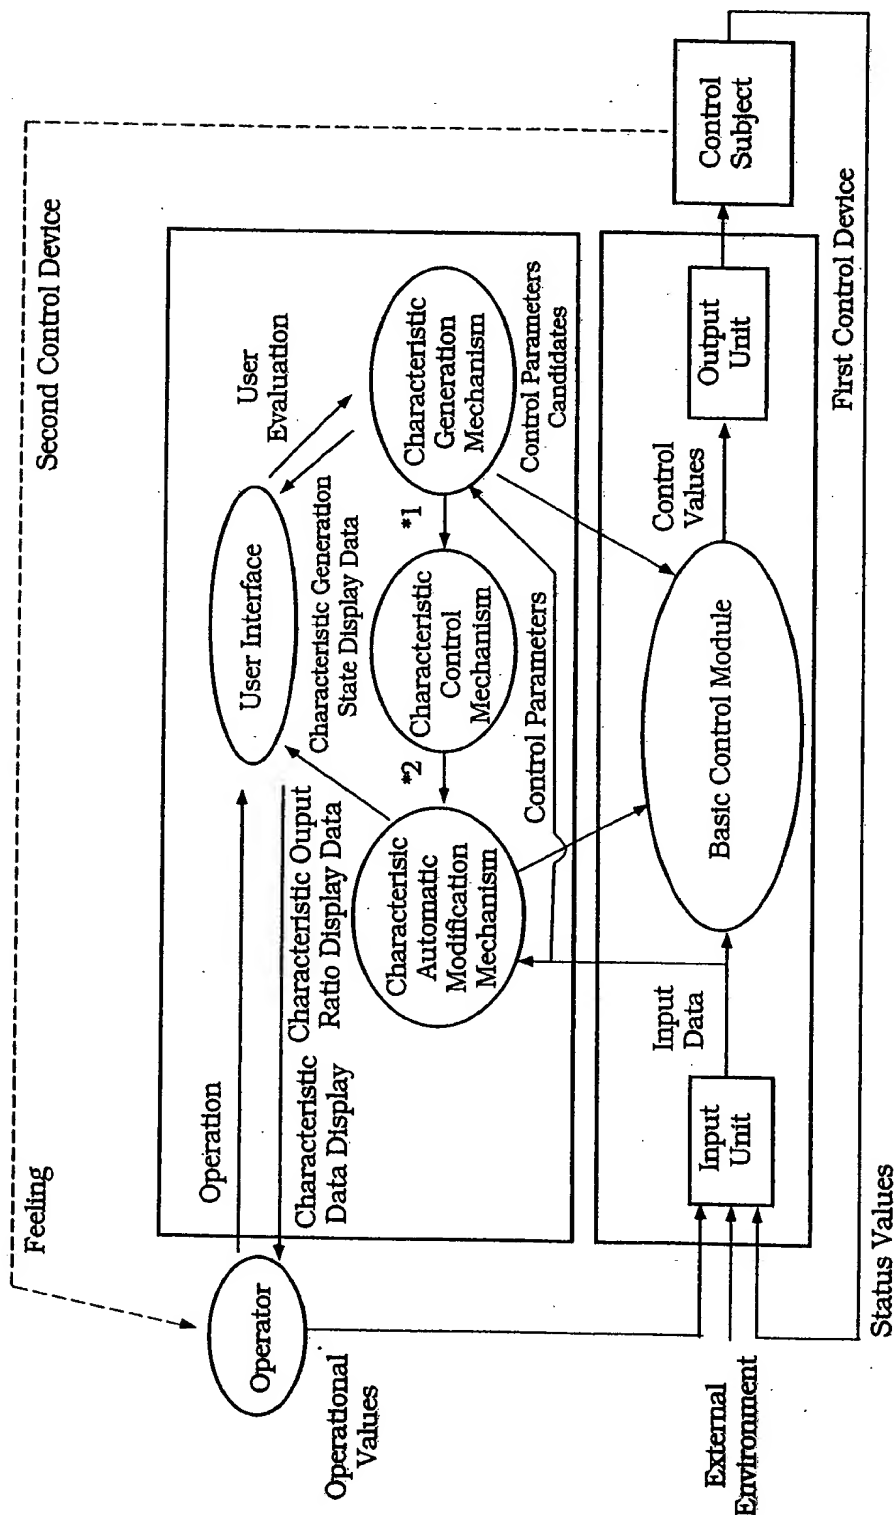 Second Control Device
Feeling
Operator
Operation
User Interface
User
Evaluation
Characteristic
Data Display
Characteristic Ouput
Ratio Display Data
Characteristic Generation
State Display Data
Characterisic
Automatic
Modification
Mechanism
*2
Characteristic
Control
Mechanism
*1
Characteristic
Generation
Mechanism
Control Parameters
Control Parameters
Candidates
Operational
Values
External
Environment
Input
Unit
Input
Data
Basic Control Module
Control
Values
Output
Unit
Control
Subject
Status Values
First Control Device